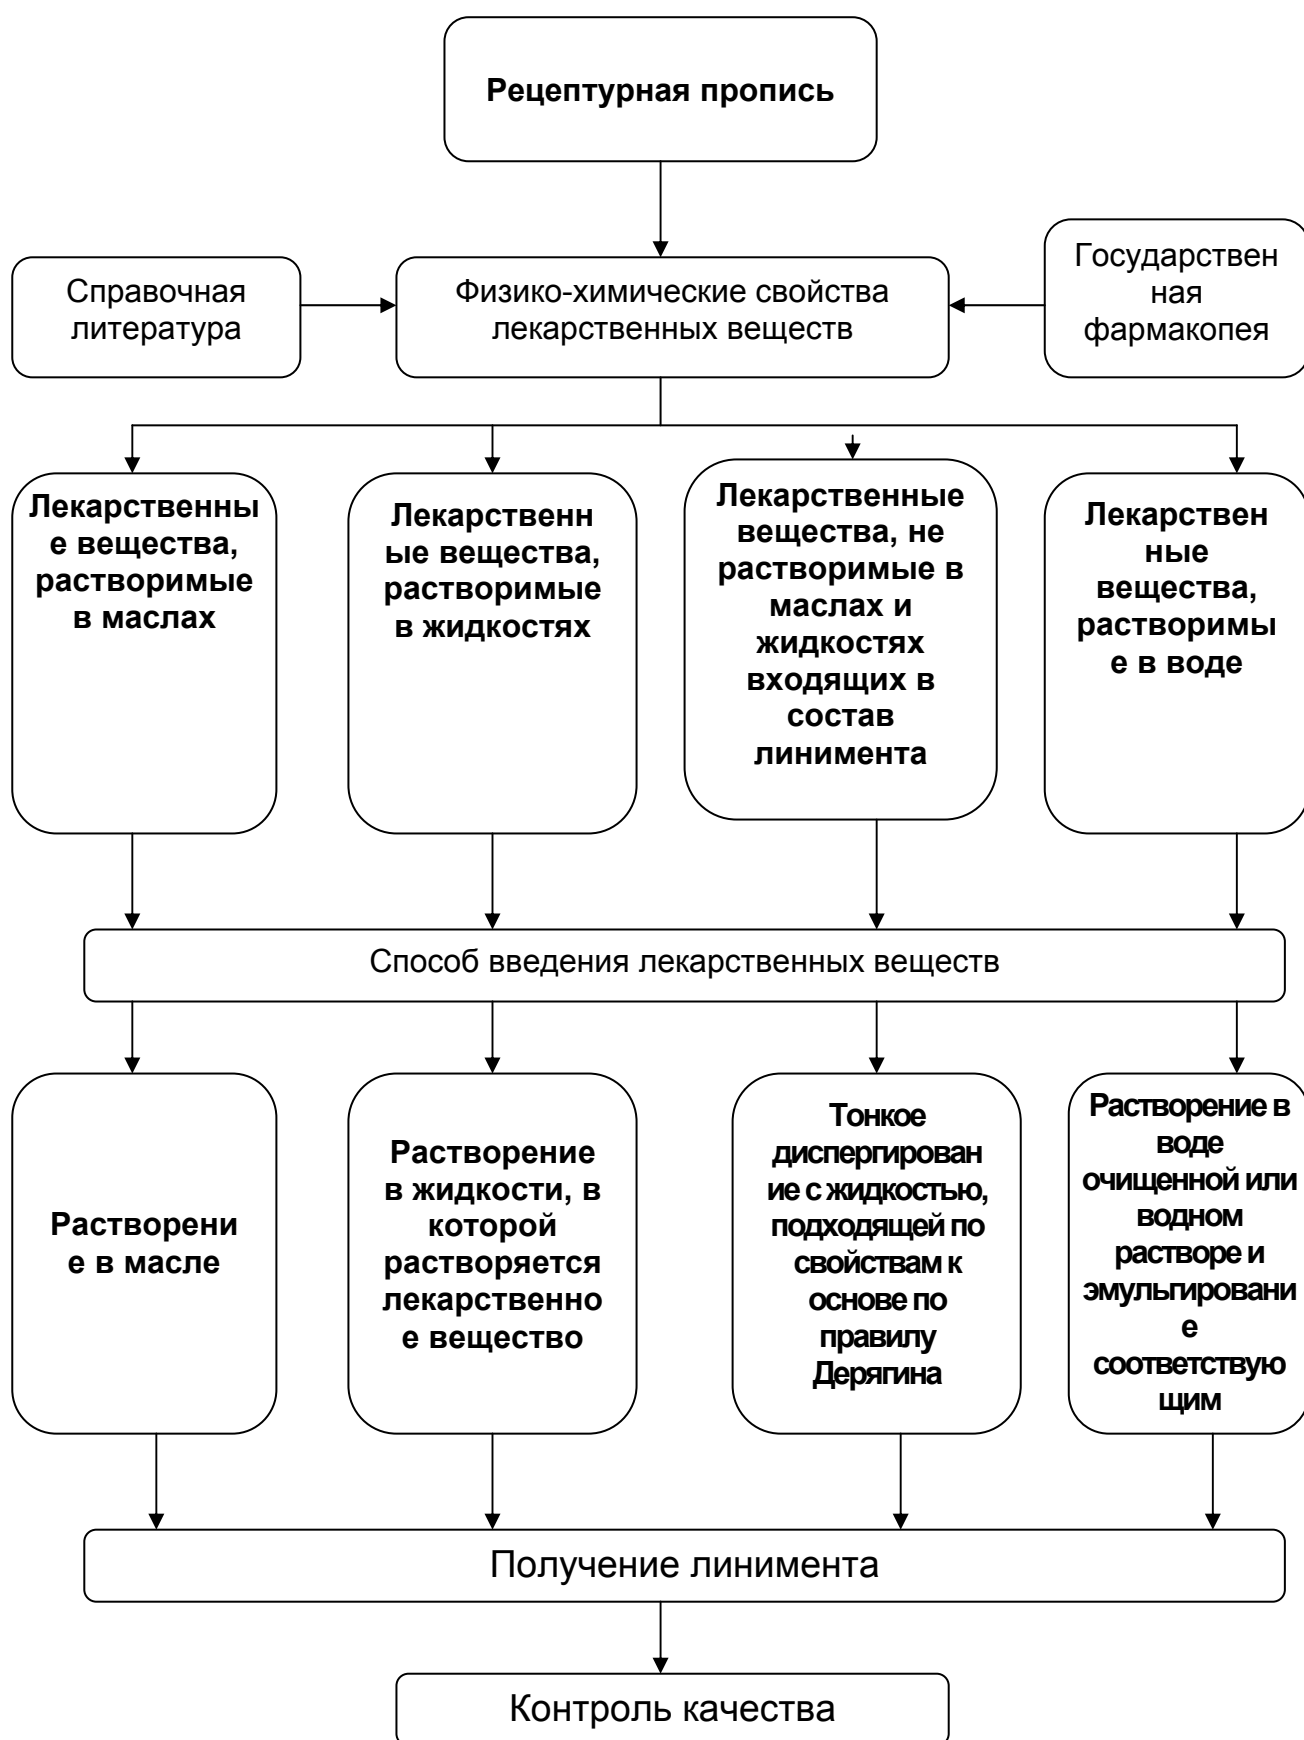 Рецептурная пропись
Справочная
литература
Физико-химические свойства
лекарственных веществ
Государствен
ная
фармакопея
Лекарственны
е вещества,
растворимые
в маслах
Лекарственн
ые вещества,
растворимые
в жидкостях
Лекарственные
вещества, не
растворимые в
маслах и
жидкостях
входящих в
состав
линимента
Лекарствен
ные
вещества,
растворимы
е в воде
Способ введения лекарственных веществ
Растворени
е в масле
Растворение
в жидкости, в
которой
растворяется
лекарственно
е вещество
Тонкое
диспергирован
ие с жидкостью,
подходящей по
свойствам к
основе по
правилу
Дерягина
Растворение в
воде
очищенной или
водном
растворе и
эмульгировани
е
соответствую
щим
Получение линимента
Контроль качества